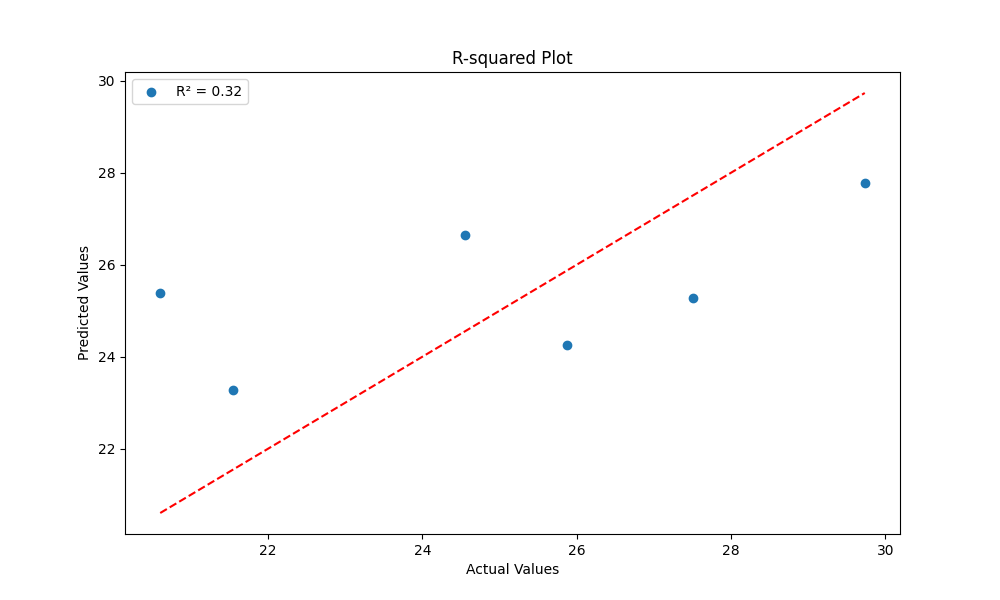 R-squared Plot
R² = 0.32
30
28
26
24
22
Predicted Values
22
24
26
28
30
Actual Values